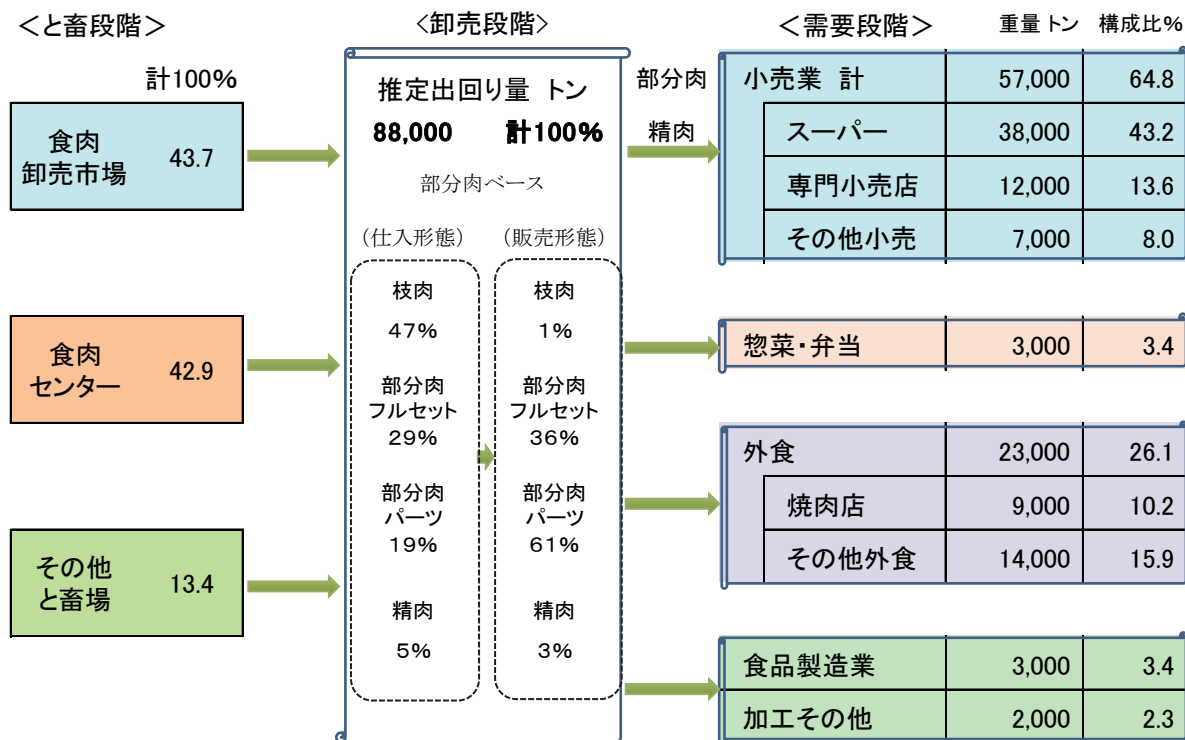 ＜と畜段階＞
計100%
食肉
卸売市場 43.7
食肉
センター 42.9
その他
と畜場 13.4
<卸売段階>
推定出回り量 トン
88,000 計100%
部分肉ベース
(仕入形態) (販売形態)
枝肉 枝肉
47% 1%
部分肉 部分肉
フルセット フルセット
29% 36%
部分肉 部分肉
パーツ パーツ
19% 61%
精肉 精肉
5% 3%
部分肉
精肉
＜需要段階＞ 重量 トン 構成比%
小売業 計 57,000 64.8
スーパー 38,000 43.2
専門小売店 12,000 13.6
その他小売 7,000 8.0
惣菜・弁当 3,000 3.4
外食 23,000 26.1
焼肉店 9,000 10.2
その他外食 14,000 15.9
食品製造業 3,000 3.4
加工その他 2,000 2.3